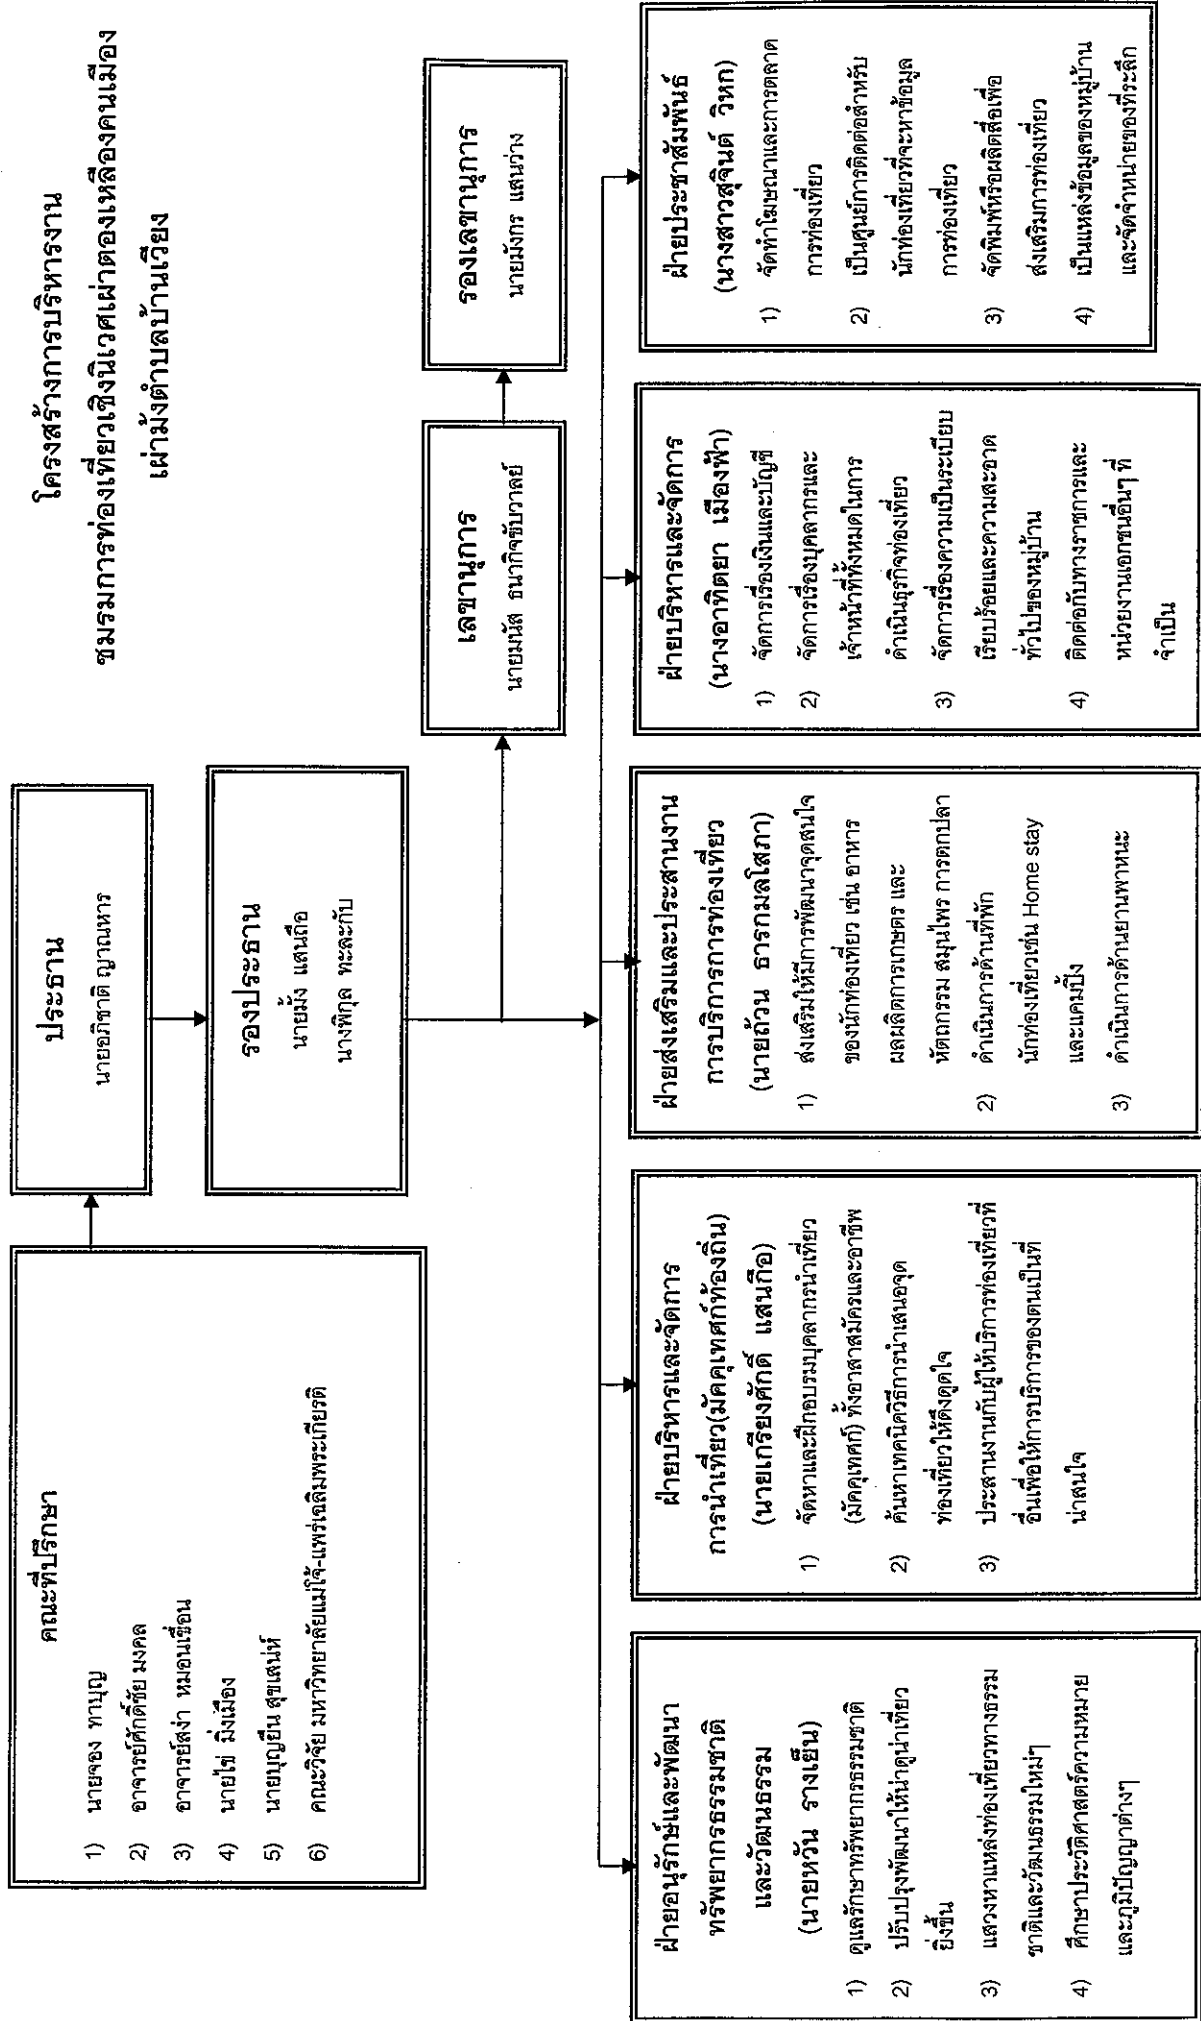 โครงสร้างการบริหารงาน
ชมรมการท่องเที่ยวเชิงนิเวศเผ่าตองเหลืองคนเมือง
เผ่าม้งตำบลบ้านเวียง
คณะที่ปรึกษา
1) นายจอง ทาบุญ
2) อาจารย์ศักดิ์ชัย มงคล
3) อาจารย์สง่า หมอนเขื่อน
4) นายไข่ มิ่งเมือง
5) นายบุญยืน สุขเสน่ห์
6) คณะวิจัย มหาวิทยาลัยแม่โจ้-แพร่เฉลิมพระเกียรติ
ประธาน
นายอภิชาติ ญาณหาร
รองประธาน
นายม้ง แสนถือ
นางพิกุล ทะละกับ
เลขานุการ
นายมนัส ธนากิจขับวาลย์
รองเลขานุการ
นายมังกร แสนว่าง
ฝ่ายอนุรักษ์และพัฒนา
ทรัพยากรธรรมชาติ
และวัฒนธรรม
(นายหวัน รางเย็น)
1) ดูแลรักษาทรัพยากรธรรมชาติ
2) ปรับปรุงพัฒนาให้น่าดูน่าเที่ยว
ยิ่งขึ้น
3) แสวงหาแหล่งท่องเที่ยวทางธรรม
ชาติและวัฒนธรรมใหม่ๆ
4) ศึกษาประวัติศาสตร์ความหมาย
และภูมิปัญญาต่างๆ
ฝ่ายบริหารและจัดการ
การนำเที่ยว(มัคคุเทศก์ท้องถิ่น)
(นายเกรียงศักดิ์ แสนถือ)
1) จัดหาและฝึกอบรมบุคลากรนำเที่ยว
(มัคคุเทศก์) ทั้งอาสาสมัครและอาชีพ
2) ค้นหาเทคนิควิธีการนำเสนอจุด
ท่องเที่ยวให้ดึงดูดใจ
3) ประสานงานกับผู้ให้บริการท่องเที่ยวที่
อื่นเพื่อให้การบริการของตนเป็นที่
น่าสนใจ
ฝ่ายส่งเสริมและประสานงาน
การบริการการท่องเที่ยว
(นายถ้วน ธารกมลโสภา)
1) ส่งเสริมให้มีการพัฒนาจุดสนใจ
ของนักท่องเที่ยว เช่น อาหาร
ผลผลิตการเกษตร และ
หัตถกรรม สมุนไพร การตกปลา
2) ดำเนินการด้านที่พัก
นักท่องเที่ยวเช่น Home stay
และแคมป์ปิ้ง
3) ดำเนินการด้านยานพาหนะ
ฝ่ายบริหารและจัดการ
(นางอาทิตยา เมืองฟ้า)
1) จัดการเรื่องเงินและบัญชี
2) จัดการเรื่องบุคลากรและ
เจ้าหน้าที่ทั้งหมดในการ
ดำเนินธุรกิจท่องเที่ยว
3) จัดการเรื่องความเป็นระเบียบ
เรียบร้อยและความสะอาด
ทั่วไปของหมู่บ้าน
4) ติดต่อกับทางราชการและ
หน่วยงานเอกชนอื่นๆ ที่
จำเป็น
ฝ่ายประชาสัมพันธ์
(นางสาวสุจินต์ วิหก)
1) จัดทำโฆษณาและการตลาด
การท่องเที่ยว
2) เป็นศูนย์การติดต่อสำหรับ
นักท่องเที่ยวที่จะหาข้อมูล
การท่องเที่ยว
3) จัดพิมพ์หรือผลิตสื่อเพื่อ
ส่งเสริมการท่องเที่ยว
4) เป็นแหล่งข้อมูลของหมู่บ้าน
และจัดจำหน่ายของที่ระลึก